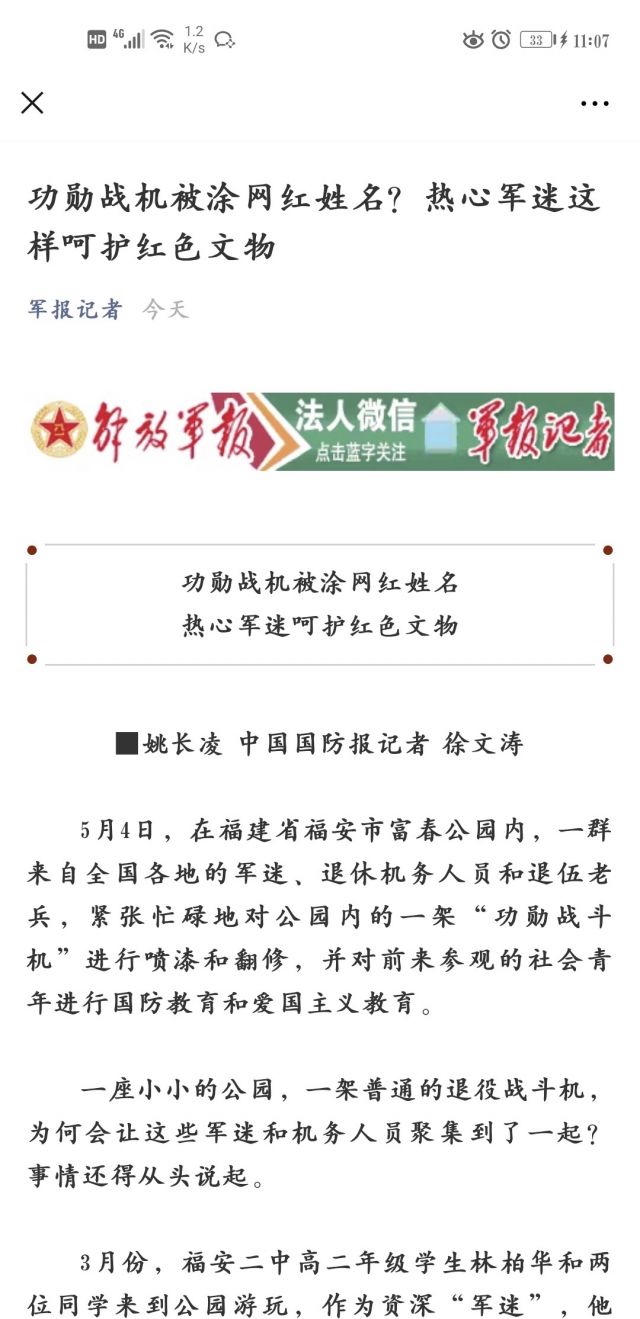 HD 4G 1.2 K/s 33 11:07
功勋战机被涂网红姓名？热心军迷这
样呵护红色文物
军报记者 今天
解放军报 法人微信 点击蓝字关注 军报记者
功勋战机被涂网红姓名
热心军迷呵护红色文物
■姚长凌 中国国防报记者 徐文涛
5月4日，在福建省福安市富春公园内，一群
来自全国各地的军迷、退休机务人员和退伍老
兵，紧张忙碌地对公园内的一架“功勋战斗
机”进行喷漆和翻修，并对前来参观的社会青
年进行国防教育和爱国主义教育。
一座小小的公园，一架普通的退役战斗机，
为何会让这些军迷和机务人员聚集到了一起？
事情还得从头说起。
3月份，福安二中高二年级学生林柏华和两
位同学来到公园游玩，作为资深“军迷”，他